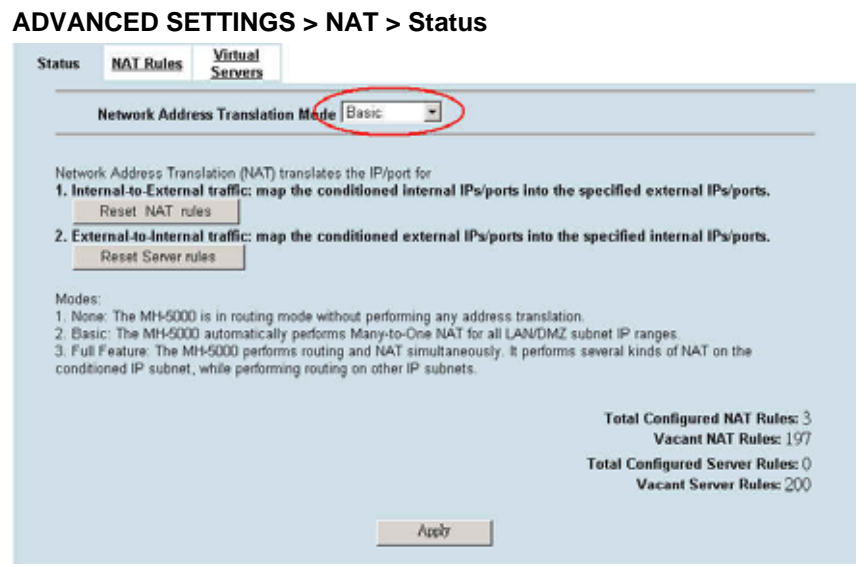 ADVANCED SETTINGS > NAT > Status
Status NAT Rules Virtual Servers
Network Address Translation Mode Basic
Network Address Translation (NAT) translates the IP/port for
1. Internal-to-External traffic: map the conditioned internal IPs/ports into the specified external IPs/ports.
Reset NAT rules
2. External-to-Internal traffic: map the conditioned external IPs/ports into the specified internal IPs/ports.
Reset Server rules
Modes:
1. None: The MH-5000 is in routing mode without performing any address translation.
2. Basic: The MH-5000 automatically performs Many-to-One NAT for all LAN/DMZ subnet IP ranges.
3. Full Feature: The MH-5000 performs routing and NAT simultaneously. It performs several kinds of NAT on the
conditioned IP subnet, while performing routing on other IP subnets.
Total Configured NAT Rules: 3
Vacant NAT Rules: 197
Total Configured Server Rules: 0
Vacant Server Rules: 200
Apply